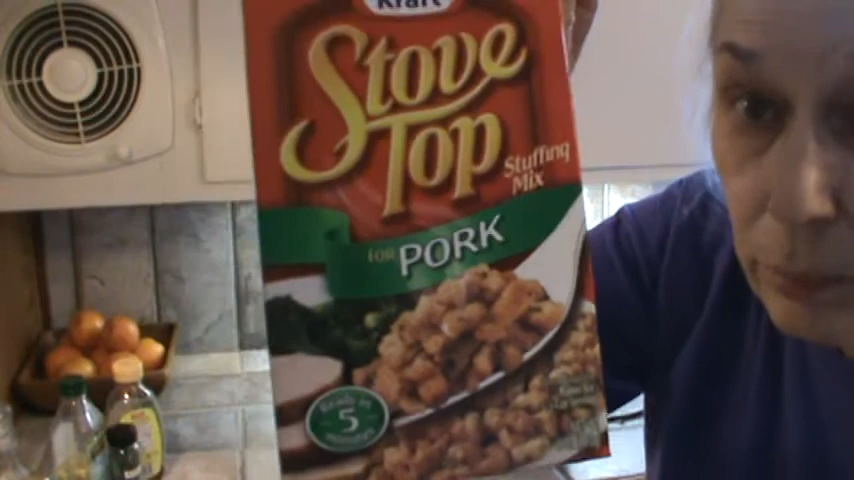 Kraft
Stove
Top
Stuffing
Mix
FOR PORK
Ready in
5
minutes